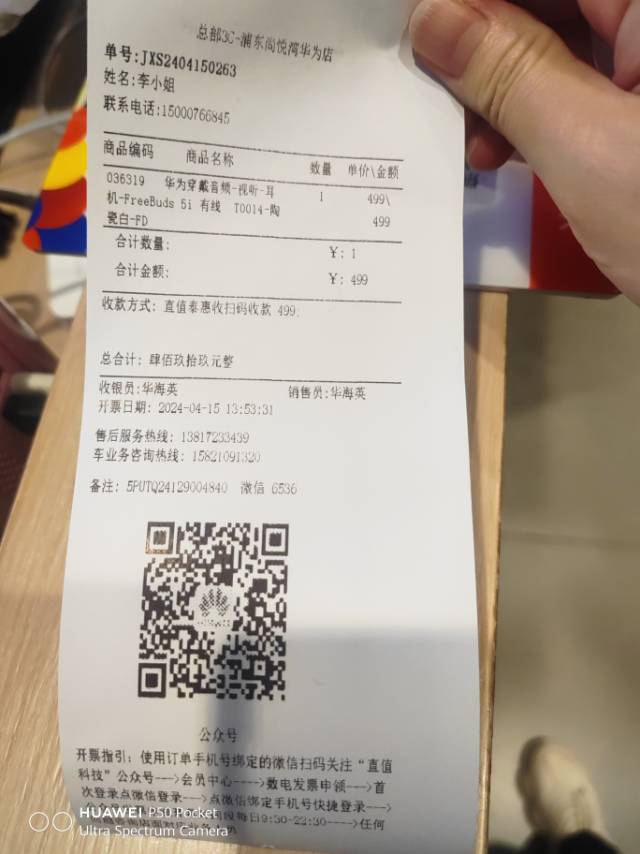 总部3C-浦东尚悦湾华为店
单号:JXS2404150263
姓名:李小姐
联系电话:15000766845
商品编码 商品名称 数量 单价\金额
036319 华为穿戴音频-视听-耳 1 499\
机-FreeBuds 5i 有线 T0014-陶 499
瓷白-FD
合计数量: ¥: 1
合计金额: ¥: 499
收款方式: 直值泰惠收扫码收款 499:
总合计: 肆佰玖拾玖元整
收银员:华海英 销售员:华海英
开票日期: 2024-04-15 13:53:31
售后服务热线: 13817233439
车业务咨询热线: 15821091320
备注: 5PUTQ24129004840 微信 6536
公众号
开票指引: 使用订单手机号绑定的微信扫码关注“直值
科技”公众号--->会员中心---->数电发票申领---->首
次登录点微信登录---->点微信绑定手机号快捷登录--->
每日9:30-22:30---->任何
HUAWEI P50 Pocket
Ultra Spectrum Camera